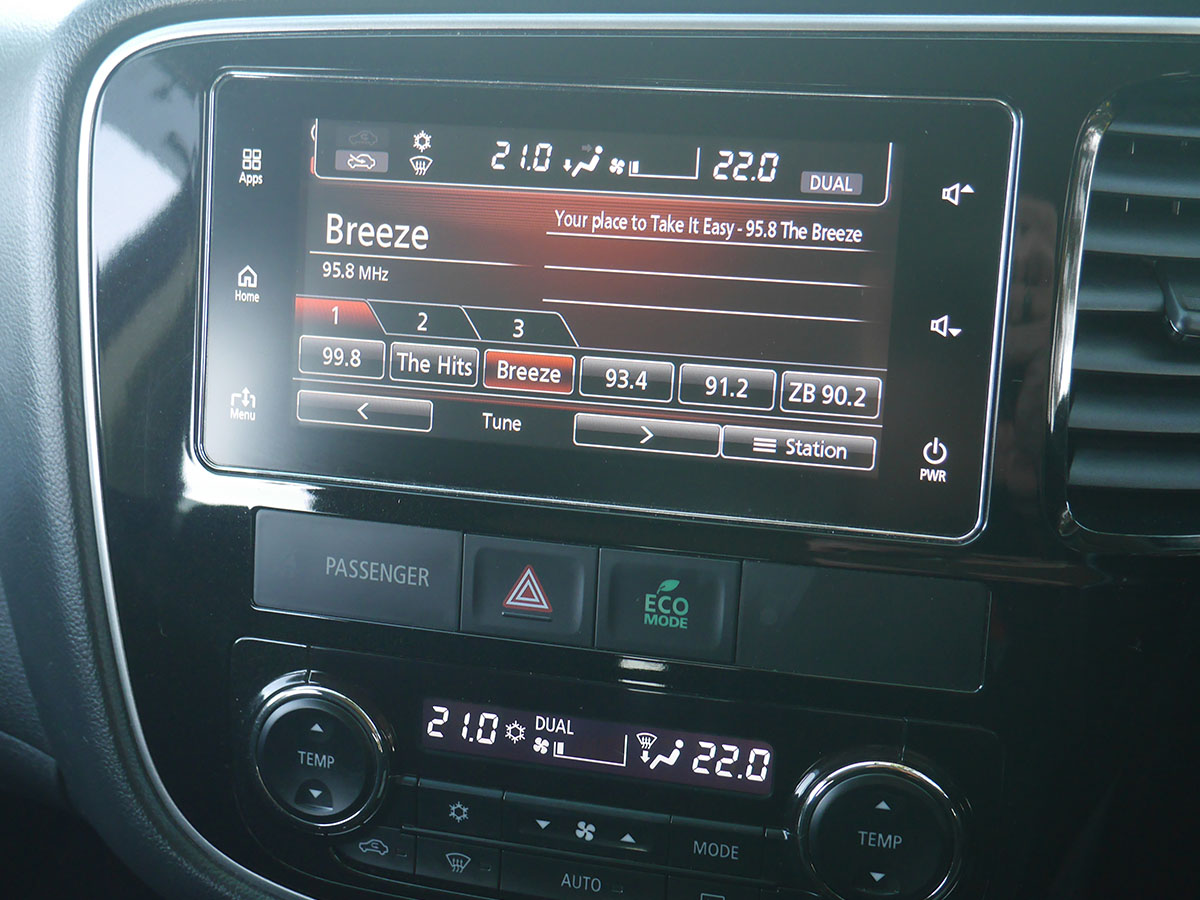 21.0 22.0 DUAL
Apps
Breeze
Your place to Take It Easy - 95.8 The Breeze
95.8 MHz
Home
1 2 3
99.8 The Hits Breeze 93.4 91.2 ZB 90.2
Menu
< Tune > Station
PWR
PASSENGER
ECO
MODE
21.0 DUAL 22.0
TEMP
TEMP
MODE
AUTO